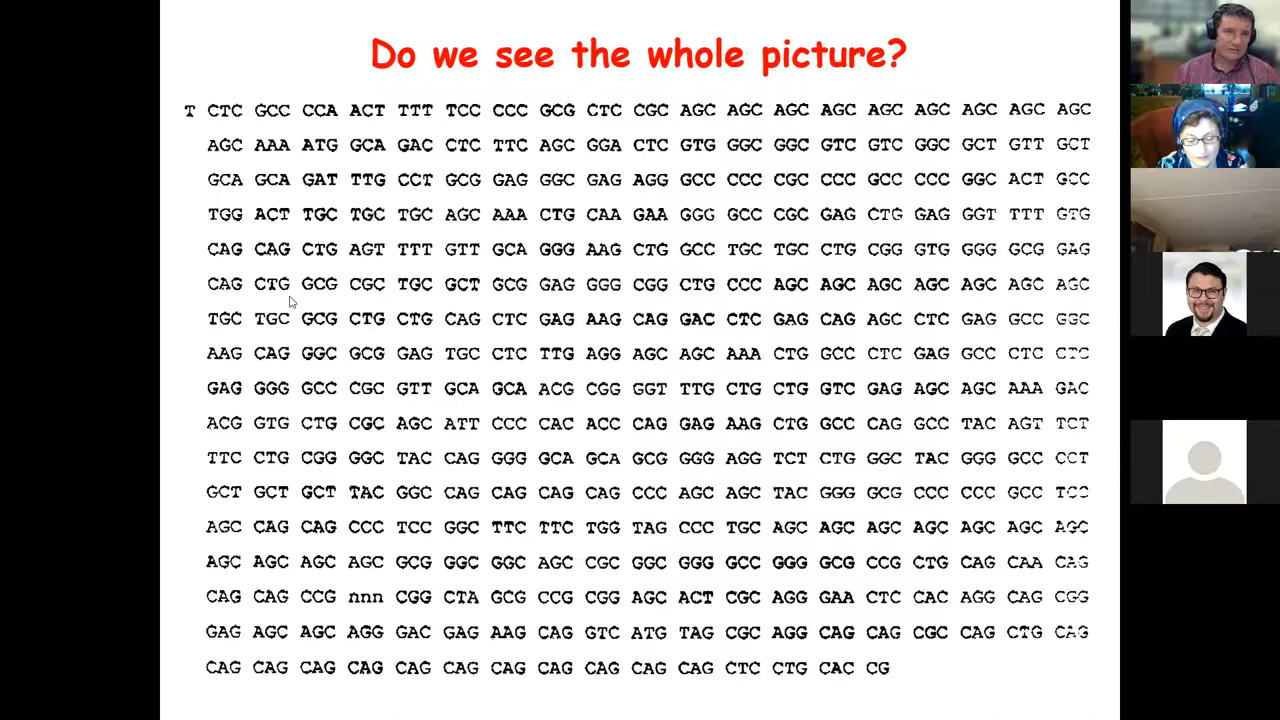 Do we see the whole picture?
T CTC GCC CCA ACT TTT TCC CCC GCG CTC CGC AGC AGC AGC AGC AGC AGC AGC AGC AGC
AGC AAA ATG GCA GAC CTC TTC AGC GGA CTC GTG GGC GGC GTC GTC GGC GCT GTT GCT
GCA GCA GAT TTG CCT GCG GAG GGC GAG AGG GCC CCC CGC CCC GCC CCC GGC ACT GCC
TGG ACT TGC TGC TGC AGC AAA CTG CAA GAA GGG GCC CGC GAG CTG GAG GGT TTT GTG
CAG CAG CTG AGT TTT GTT GCA GGG AAG CTG GCC TGC TGC CTG CGG GTG GGG GCG GAG
CAG CTG GCG CGC TGC GCT GCG GAG GGG CGG CTG CCC AGC AGC AGC AGC AGC AGC AGC
TGC TGC GCG CTG CTG CAG CTC GAG AAG CAG GAC CTC GAG CAG AGC CTC GAG GCC GGC
AAG CAG GGC GCG GAG TGC CTC TTG AGG AGC AGC AAA CTG GCC CTC GAG GCC CTC CTC
GAG GGG GCC CGC GTT GCA GCA ACG CGG GGT TTG CTG CTG GTC GAG AGC AGC AAA GAC
ACG GTG CTG CGC AGC ATT CCC CAC ACC CAG GAG AAG CTG GCC CAG GCC TAC AGT TCT
TTC CTG CGG GGC TAC CAG GGG GCA GCA GCG GGG AGG TCT CTG GGC TAC GGG GCC CCT
GCT GCT GCT TAC GGC CAG CAG CAG CAG CCC AGC AGC TAC GGG GCG CCC CCC GCC TCC
AGC CAG CAG CCC TCC GGC TTC TTC TGG TAG CCC TGC AGC AGC AGC AGC AGC AGC AGC
AGC AGC AGC AGC GCG GGC GGC AGC CGC GGC GGG GCC GGG GCG CCG CTG CAG CAA CAG
CAG CAG CCG nnn CGG CTA GCG CCG CGG AGC ACT CGC AGG GAA CTC CAC AGG CAG CGG
GAG AGC AGC AGG GAC GAG AAG CAG GTC ATG TAG CGC AGG CAG CAG CGC CAG CTG CAG
CAG CAG CAG CAG CAG CAG CAG CAG CAG CAG CAG CTC CTG CAC CG